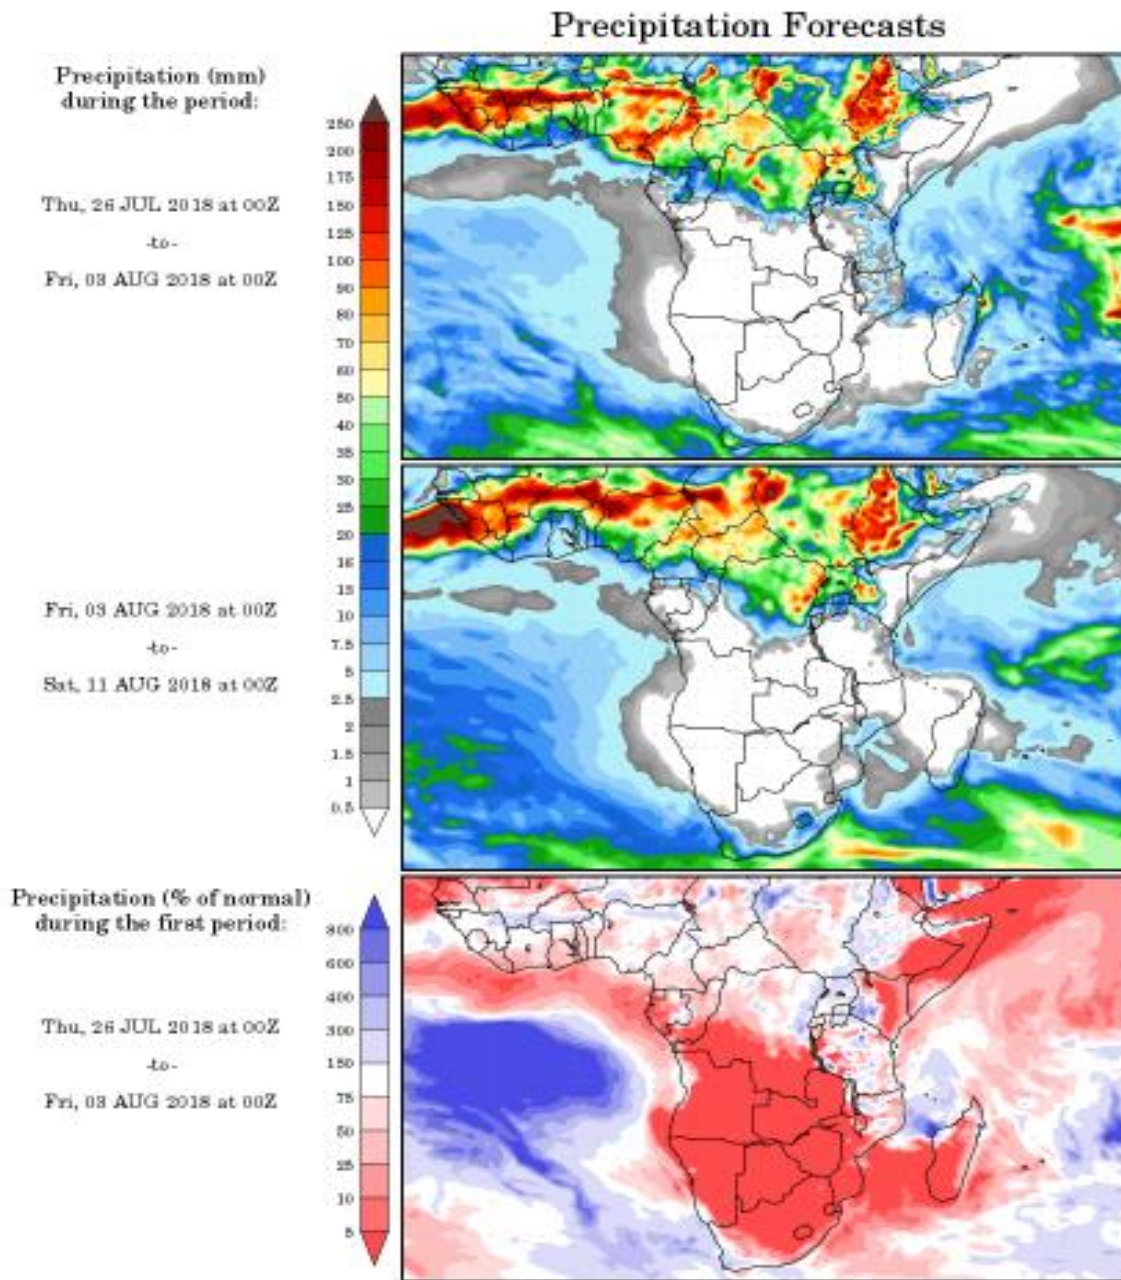 Precipitation Forecasts
Precipitation (mm)
during the period:
Thu, 26 JUL 2018 at 00Z
-to-
Fri, 03 AUG 2018 at 00Z
250
200
175
150
125
100
90
80
70
60
50
40
35
30
25
20
16
13
10
7.5
5
2.5
2
1.5
1
0.5
Fri, 03 AUG 2018 at 00Z
-to-
Sat, 11 AUG 2018 at 00Z
Precipitation (% of normal)
during the first period:
Thu, 26 JUL 2018 at 00Z
-to-
Fri, 03 AUG 2018 at 00Z
800
600
400
300
150
75
50
25
10
5